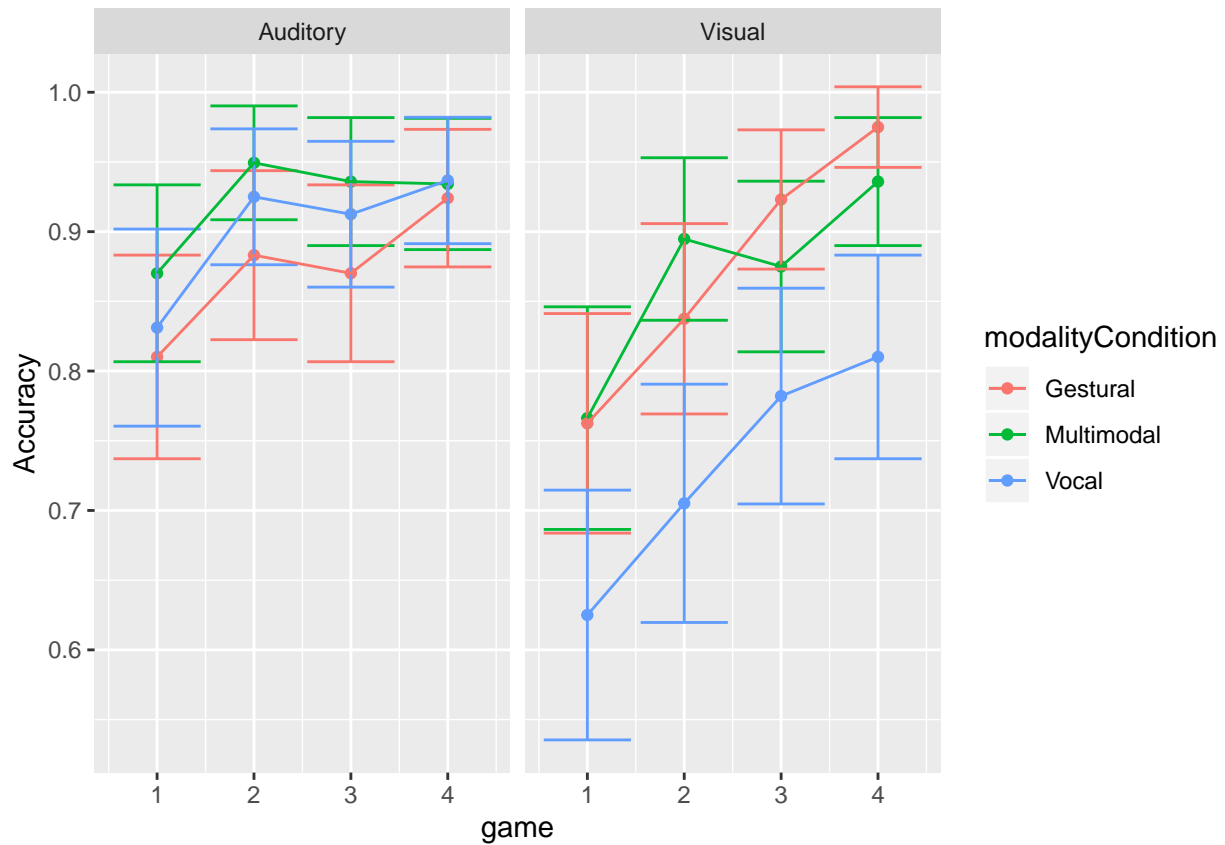 Auditory
Visual
1.0
0.9
0.8
0.7
0.6
Accuracy
1 2 3 4
1 2 3 4
game
modalityCondition
Gestural
Multimodal
Vocal